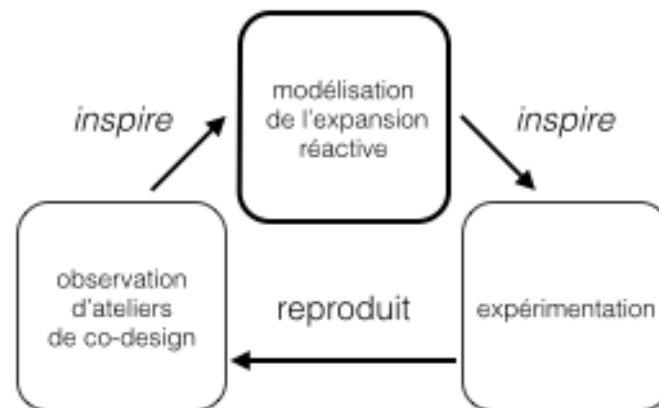 modélisation
de l'expansion
réactive
inspire
inspire
observation
d'ateliers
de co-design
reproduit
expérimentation